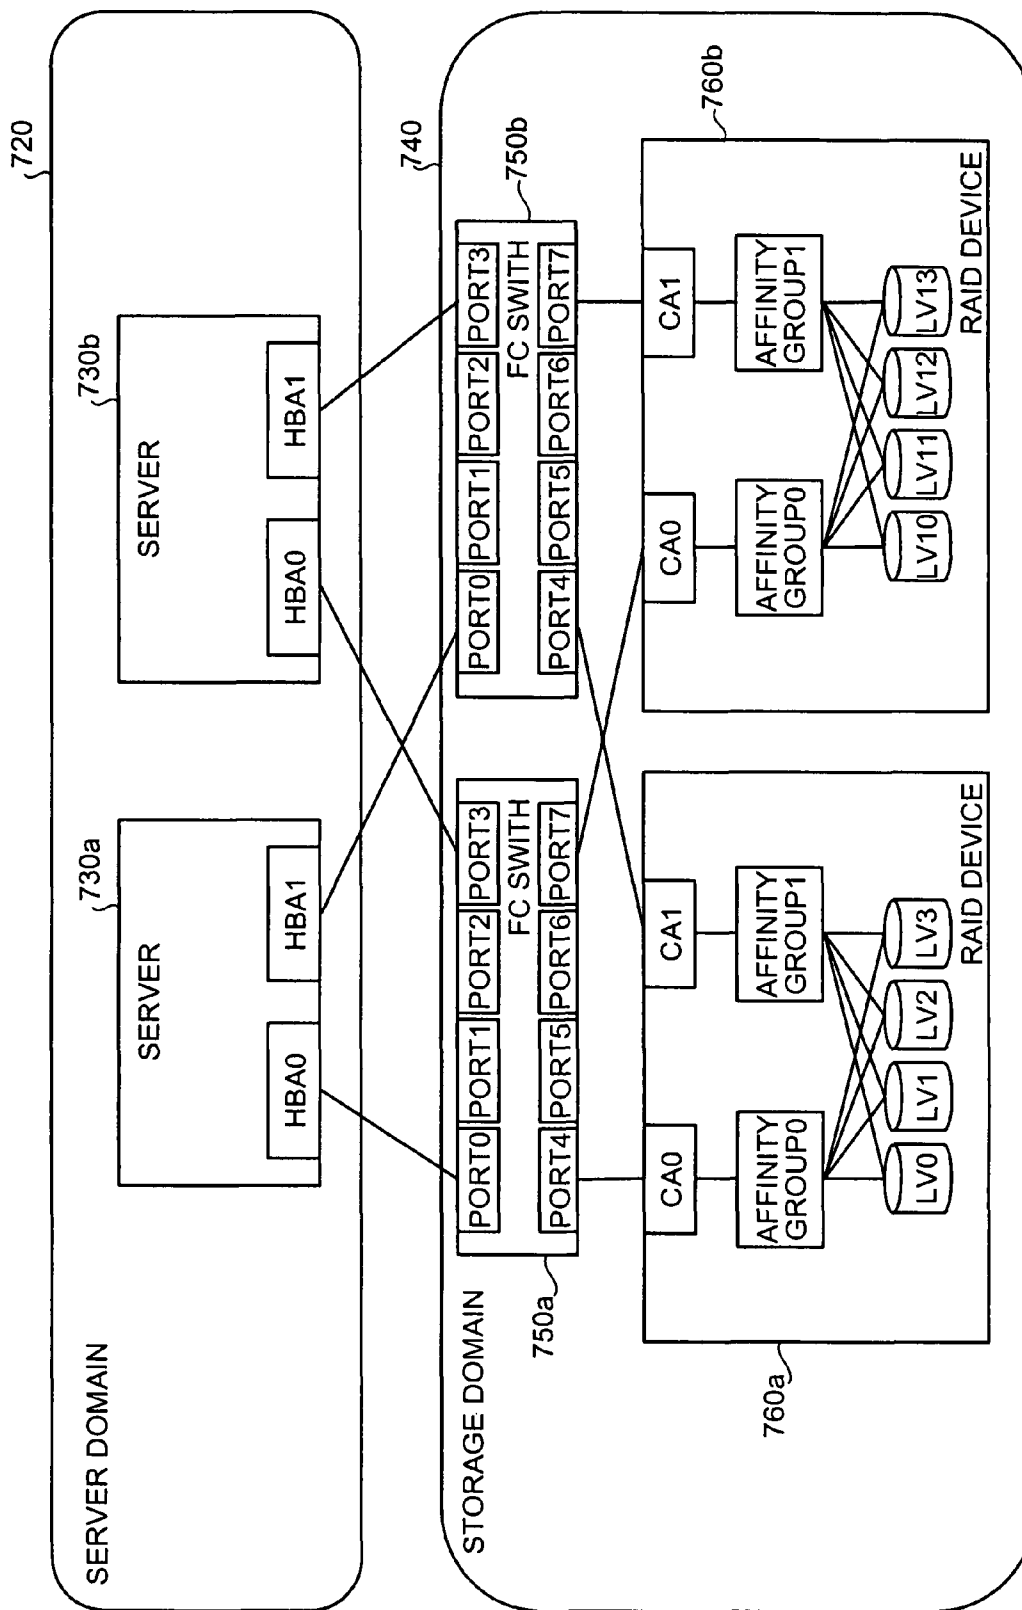 720
SERVER DOMAIN
730a
SERVER
HBA0
HBA1
730b
SERVER
HBA0
HBA1
740
STORAGE DOMAIN
750a
PORT0
PORT1
PORT2
PORT3
FC SWITH
PORT4
PORT5
PORT6
PORT7
750b
PORT0
PORT1
PORT2
PORT3
FC SWITH
PORT4
PORT5
PORT6
PORT7
760a
CA0
CA1
AFFINITY
GROUP0
AFFINITY
GROUP1
LV0
LV1
LV2
LV3
RAID DEVICE
760b
CA0
CA1
AFFINITY
GROUP0
AFFINITY
GROUP1
LV10
LV11
LV12
LV13
RAID DEVICE